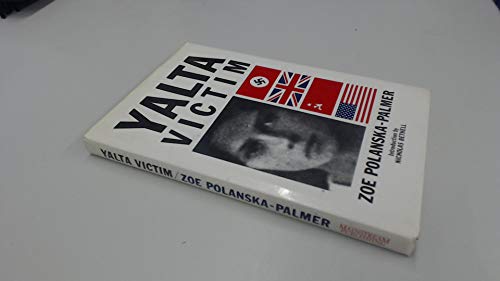 YALTA
VICTIM
ZOE POLANSKA-PALMER
Introduction by
NICHOLAS BETHELL
YALTA VICTIM / ZOE POLANSKA-PALMER
MAINSTREAM